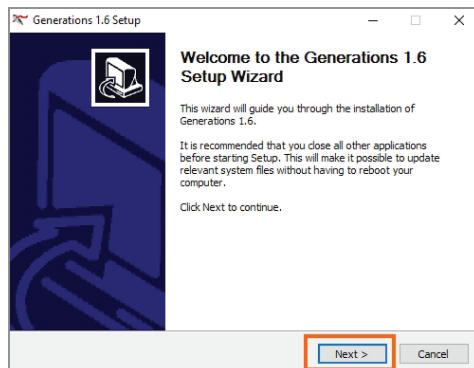 Generations 1.6 Setup
Welcome to the Generations 1.6
Setup Wizard
This wizard will guide you through the installation of
Generations 1.6.
It is recommended that you close all other applications
before starting Setup. This will make it possible to update
relevant system files without having to reboot your
computer.
Click Next to continue.
Next >
Cancel